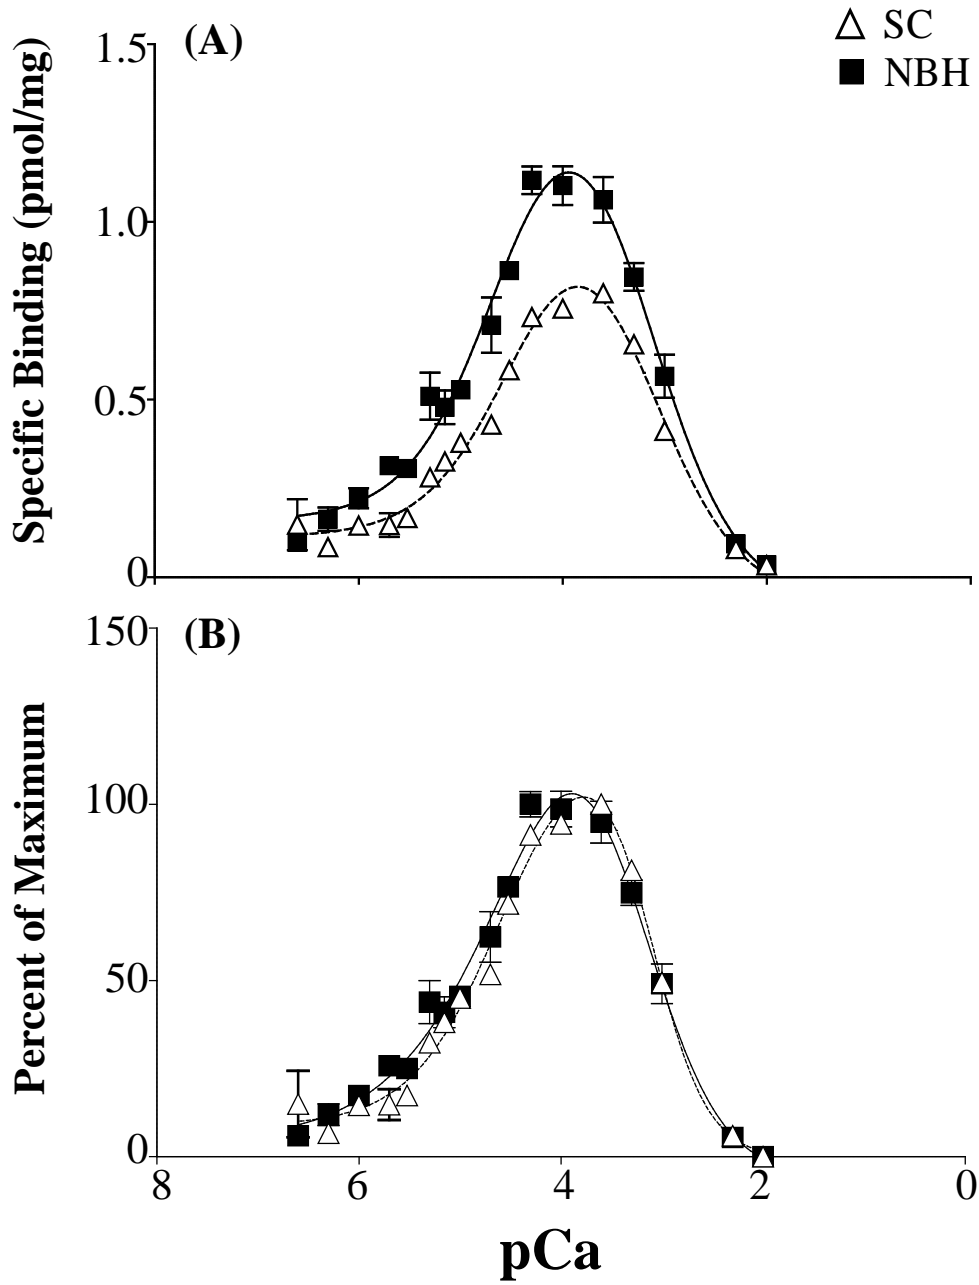 SC
NBH
(A)
Specific Binding (pmol/mg)
1.5
1.0
0.5
0
(B)
Percent of Maximum
150
100
50
0
8 6 4 2 0
pCa